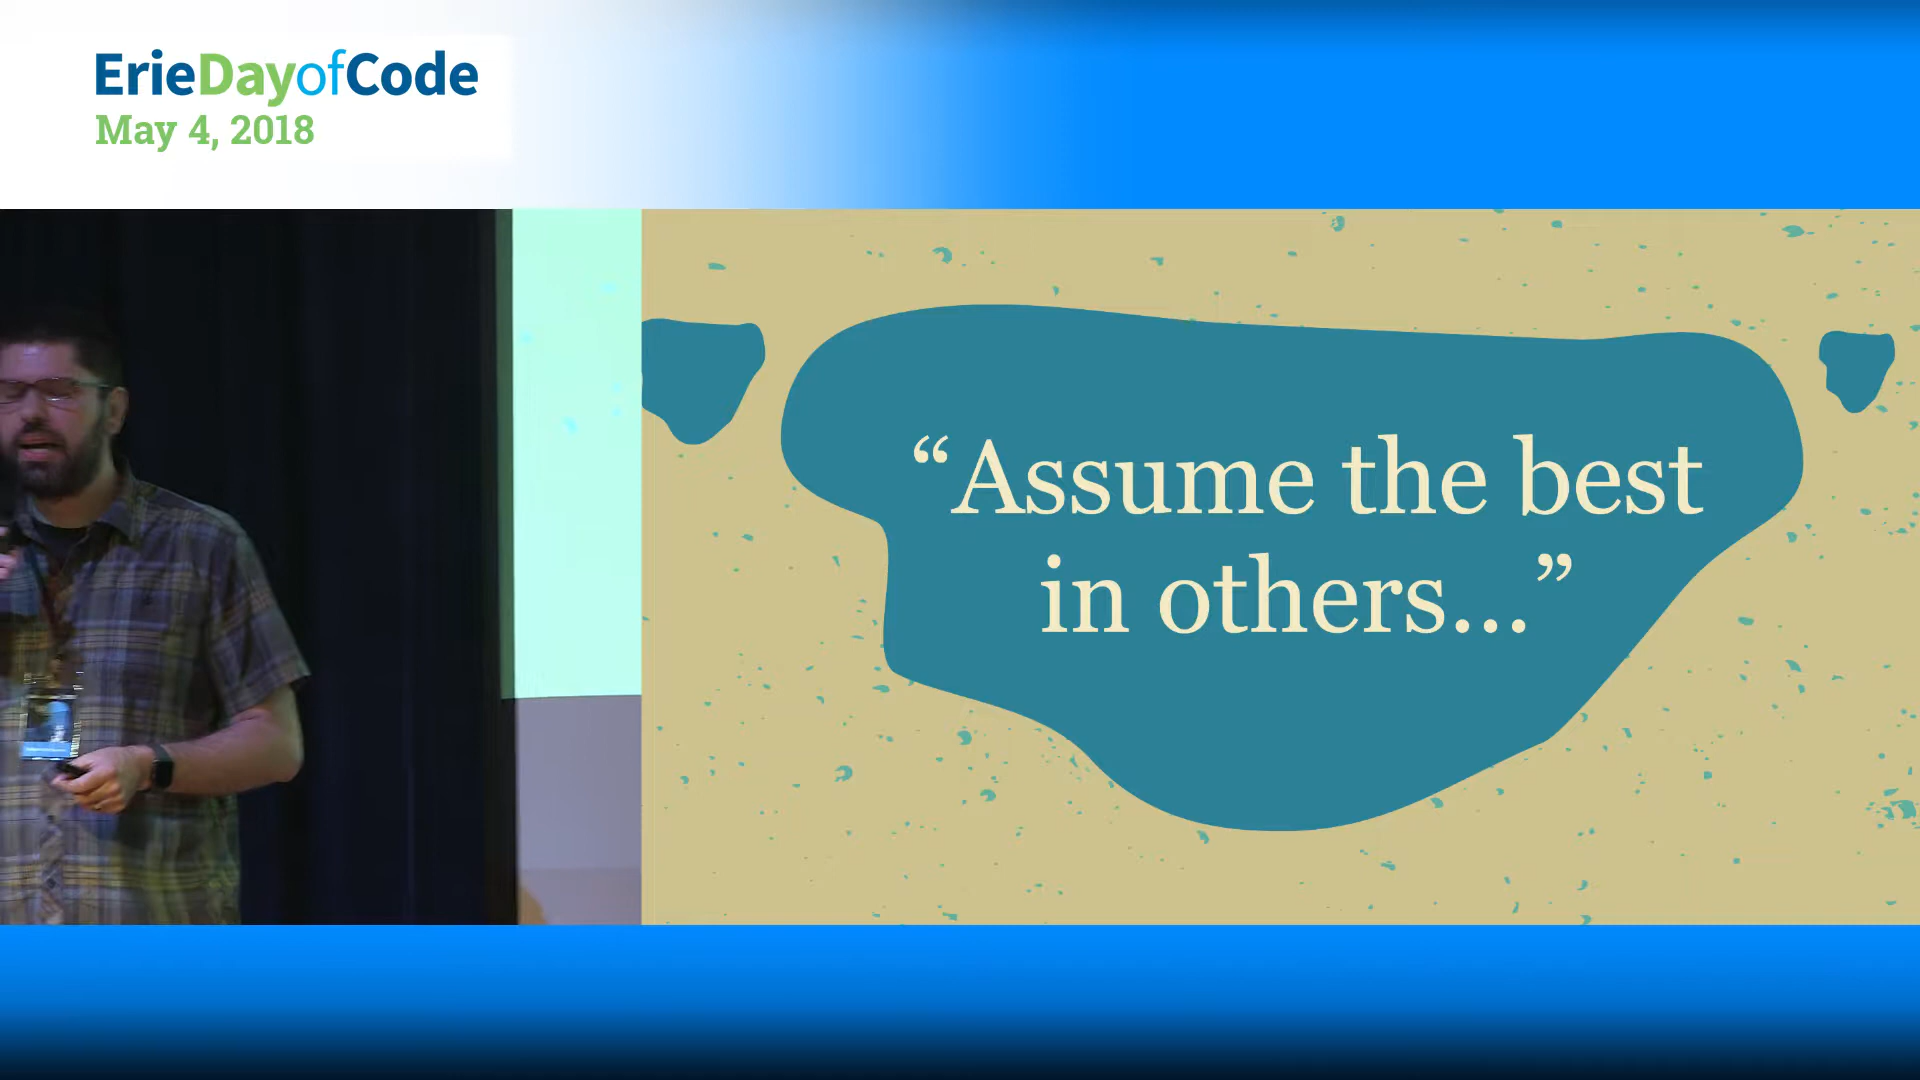 ErieDayofCode
May 4, 2018
“Assume the best
in others...”